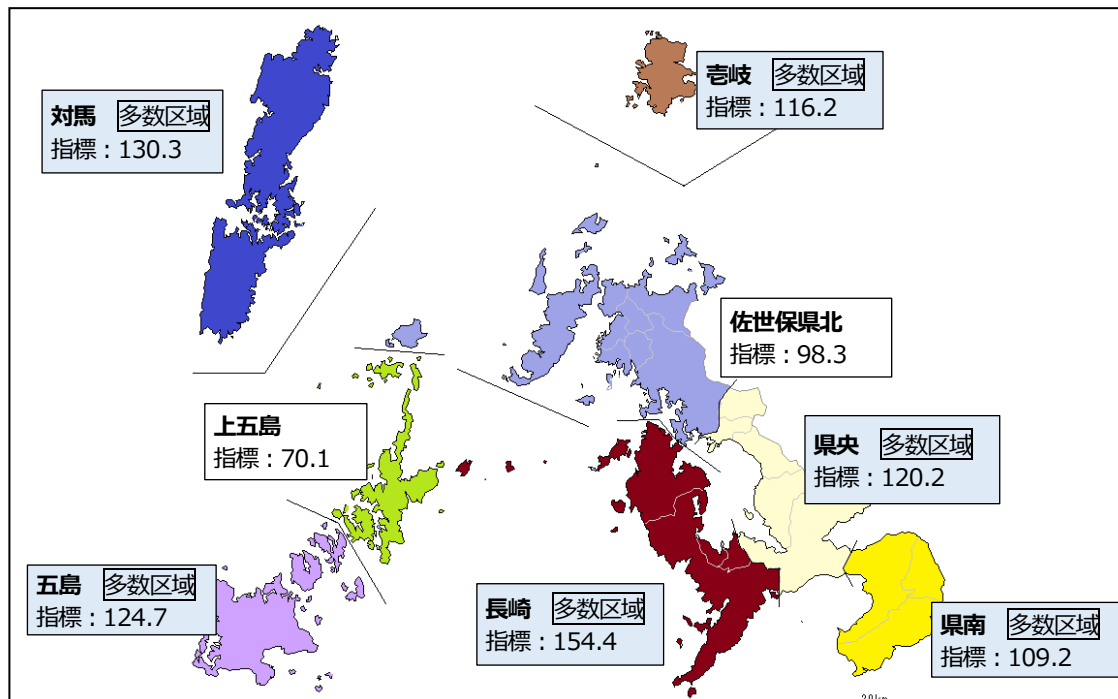 壱岐 多数区域
指標：116.2
対馬 多数区域
指標：130.3
佐世保県北
指標：98.3
上五島
指標：70.1
県央 多数区域
指標：120.2
五島 多数区域
指標：124.7
長崎 多数区域
指標：154.4
県南 多数区域
指標：109.2